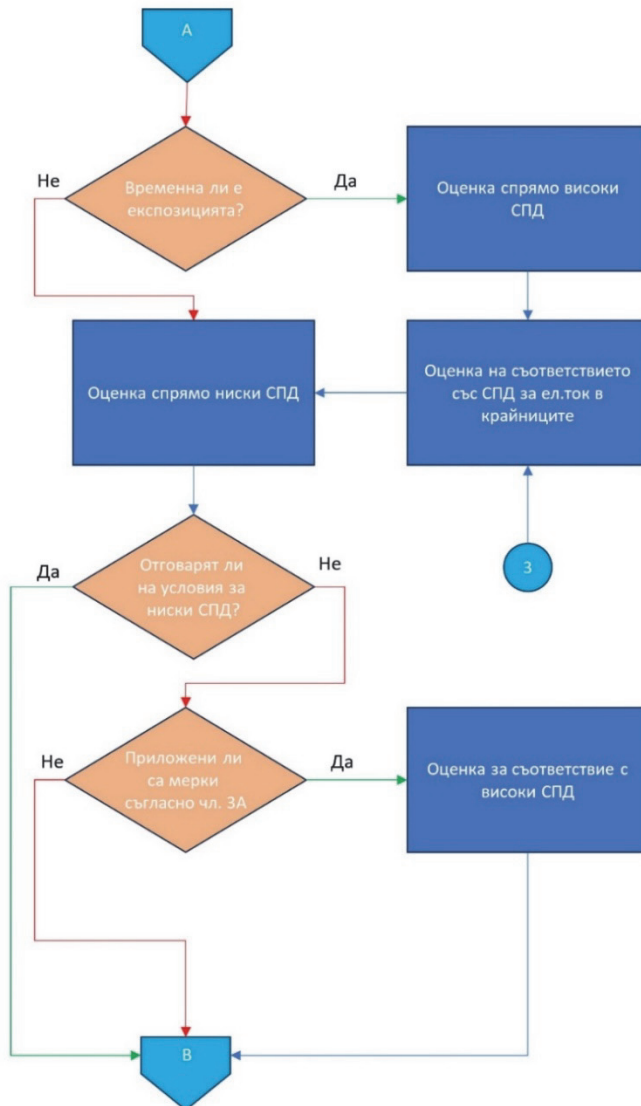 А
Временна ли е
експозицията?
Не
Да
Оценка спрямо високи
СПД
Оценка спрямо ниски СПД
Оценка на съответствието
със СПД за ел.ток в
крайниците
3
Отговарят ли
на условия за
ниски СПД?
Да
Не
Приложени ли
са мерки
съгласно чл. 3А
Не
Да
Оценка за съответствие с
високи СПД
В